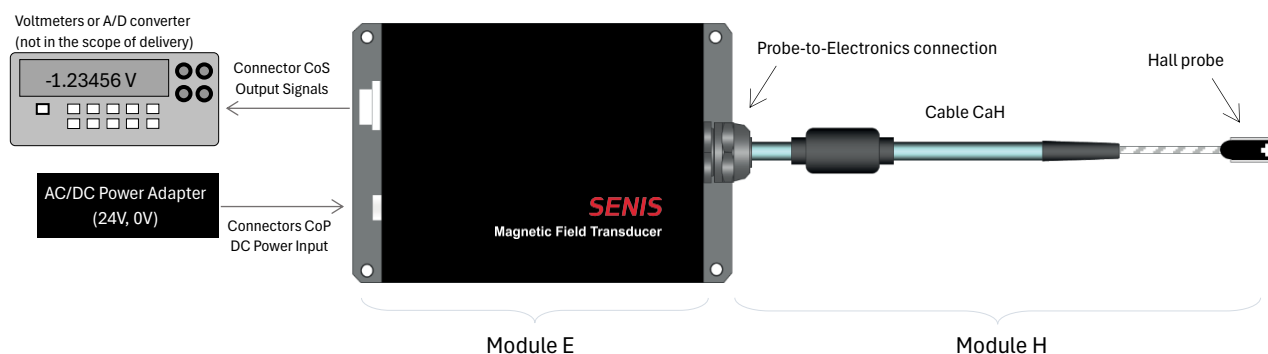 Voltmeters or A/D converter
(not in the scope of delivery)
-1.23456 V
Connector CoS
Output Signals
AC/DC Power Adapter
(24V, 0V)
Connectors CoP
DC Power Input
SENIS
Magnetic Field Transducer
Probe-to-Electronics connection
Hall probe
Cable CaH
Module E
Module H